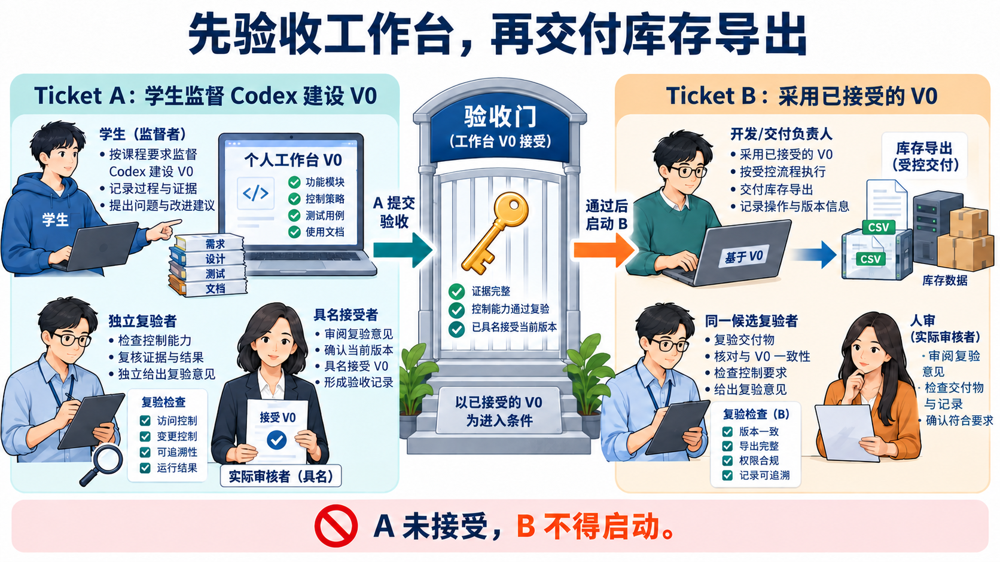 先验收工作台，再交付库存导出
Ticket A：学生监督 Codex 建设 V0
学生（监督者）
• 按课程要求监督
Codex 建设 V0
• 记录过程与证据
• 提出问题与改进建议
学生
个人工作台 V0
</>
功能模块
控制策略
测试用例
使用文档
需求
设计
测试
文档
独立复验者
• 检查控制能力
• 复核证据与结果
• 独立给出复验意见
复验检查
访问控制
变更控制
可追溯性
运行结果
具名接受者
• 审阅复验意见
• 确认当前版本
• 具名接受 V0
• 形成验收记录
接受 V0
实际审核者（具名）
A 提交
验收
验收门
（工作台 V0 接受）
证据完整
控制能力通过复验
已具名接受当前版本
以已接受的 V0
为进入条件
通过后
启动 B
Ticket B：采用已接受的 V0
开发/交付负责人
• 采用已接受的 V0
• 按受控流程执行
• 交付库存导出
• 记录操作与版本信息
基于 V0
库存导出
（受控交付）
CSV
CSV
库存数据
同一候选复验者
• 复验交付物
• 核对与 V0 一致性
• 检查控制要求
• 给出复验意见
复验检查（B）
版本一致
导出完整
权限合规
记录可追溯
人审
（实际审核者）
· 审阅复验
意见
· 检查交付物
与记录
• 确认符合要求
A 未接受，B 不得启动。